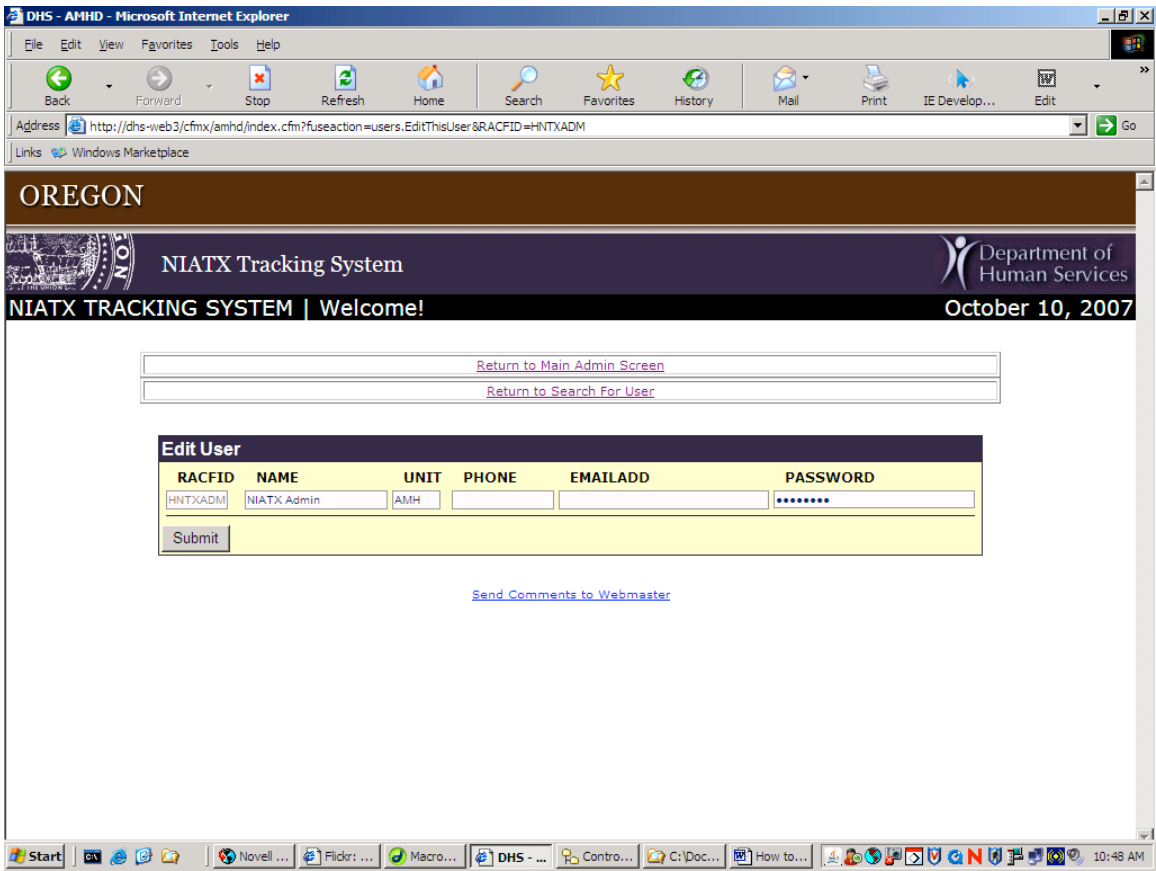 DHS - AMHD - Microsoft Internet Explorer
File Edit View Favorites Tools Help
Back Forward Stop Refresh Home Search Favorites History Mail Print IE Develop... Edit »
Address http://dhs-web3/cfmx/amhd/index.cfm?fuseaction=users.EditThisUser&RACFID=HNTXADM Go
Links Windows Marketplace
OREGON
NIATX Tracking System
Department of
Human Services
NIATX TRACKING SYSTEM | Welcome! October 10, 2007
Return to Main Admin Screen
Return to Search For User
Edit User
RACFID NAME UNIT PHONE EMAILADD PASSWORD
HNTXADM NIATX Admin AMH ••••••••
Submit
Send Comments to Webmaster
Start Novell ... Flickr: ... Macro... DHS - ... Contro... C:\Doc... How to... 10:48 AM